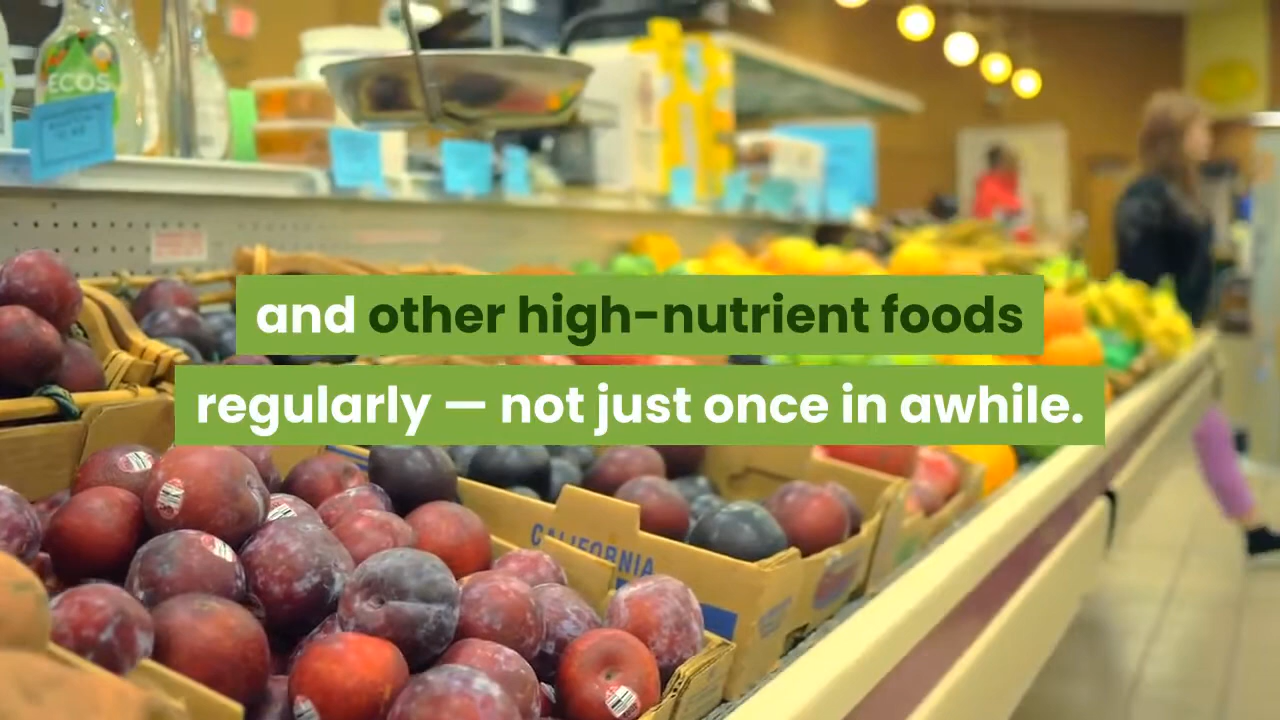 ECOS
and other high-nutrient foods
regularly — not just once in awhile.
CALIFORNIA